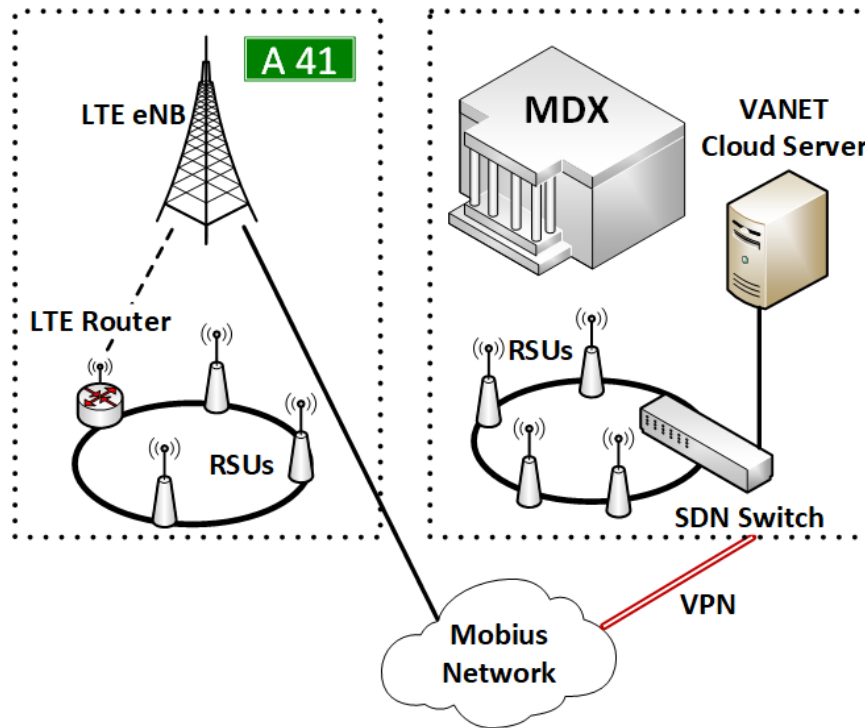 A 41
LTE eNB
LTE Router
RSUs
MDX
VANET
Cloud Server
RSUs
SDN Switch
VPN
Mobius
Network